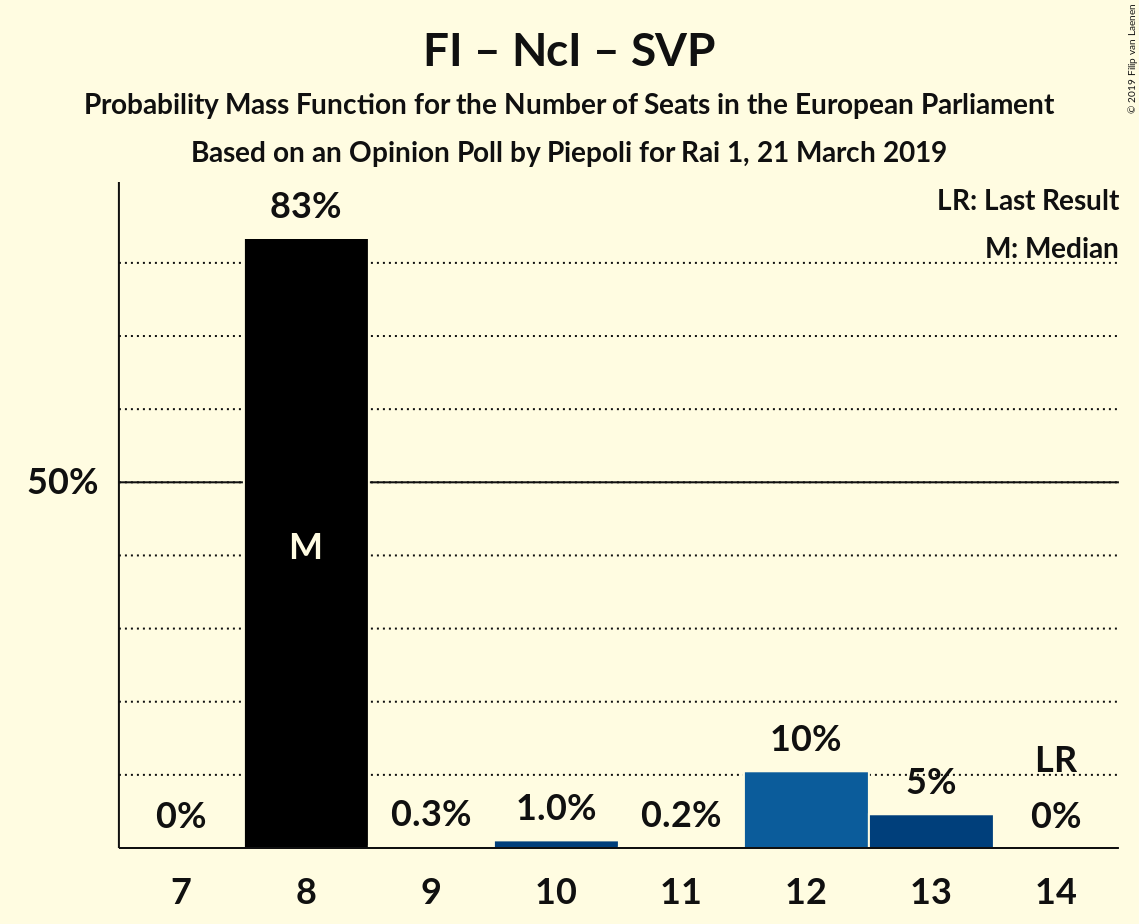 FI – NcI – SVP
Probability Mass Function for the Number of Seats in the European Parliament
Based on an Opinion Poll by Piepoli for Rai 1, 21 March 2019
© 2019 Filip van Laenen
LR: Last Result
M: Median
83%
50%
M
0%
0.3%
1.0%
0.2%
10%
5%
LR
0%
7 8 9 10 11 12 13 14